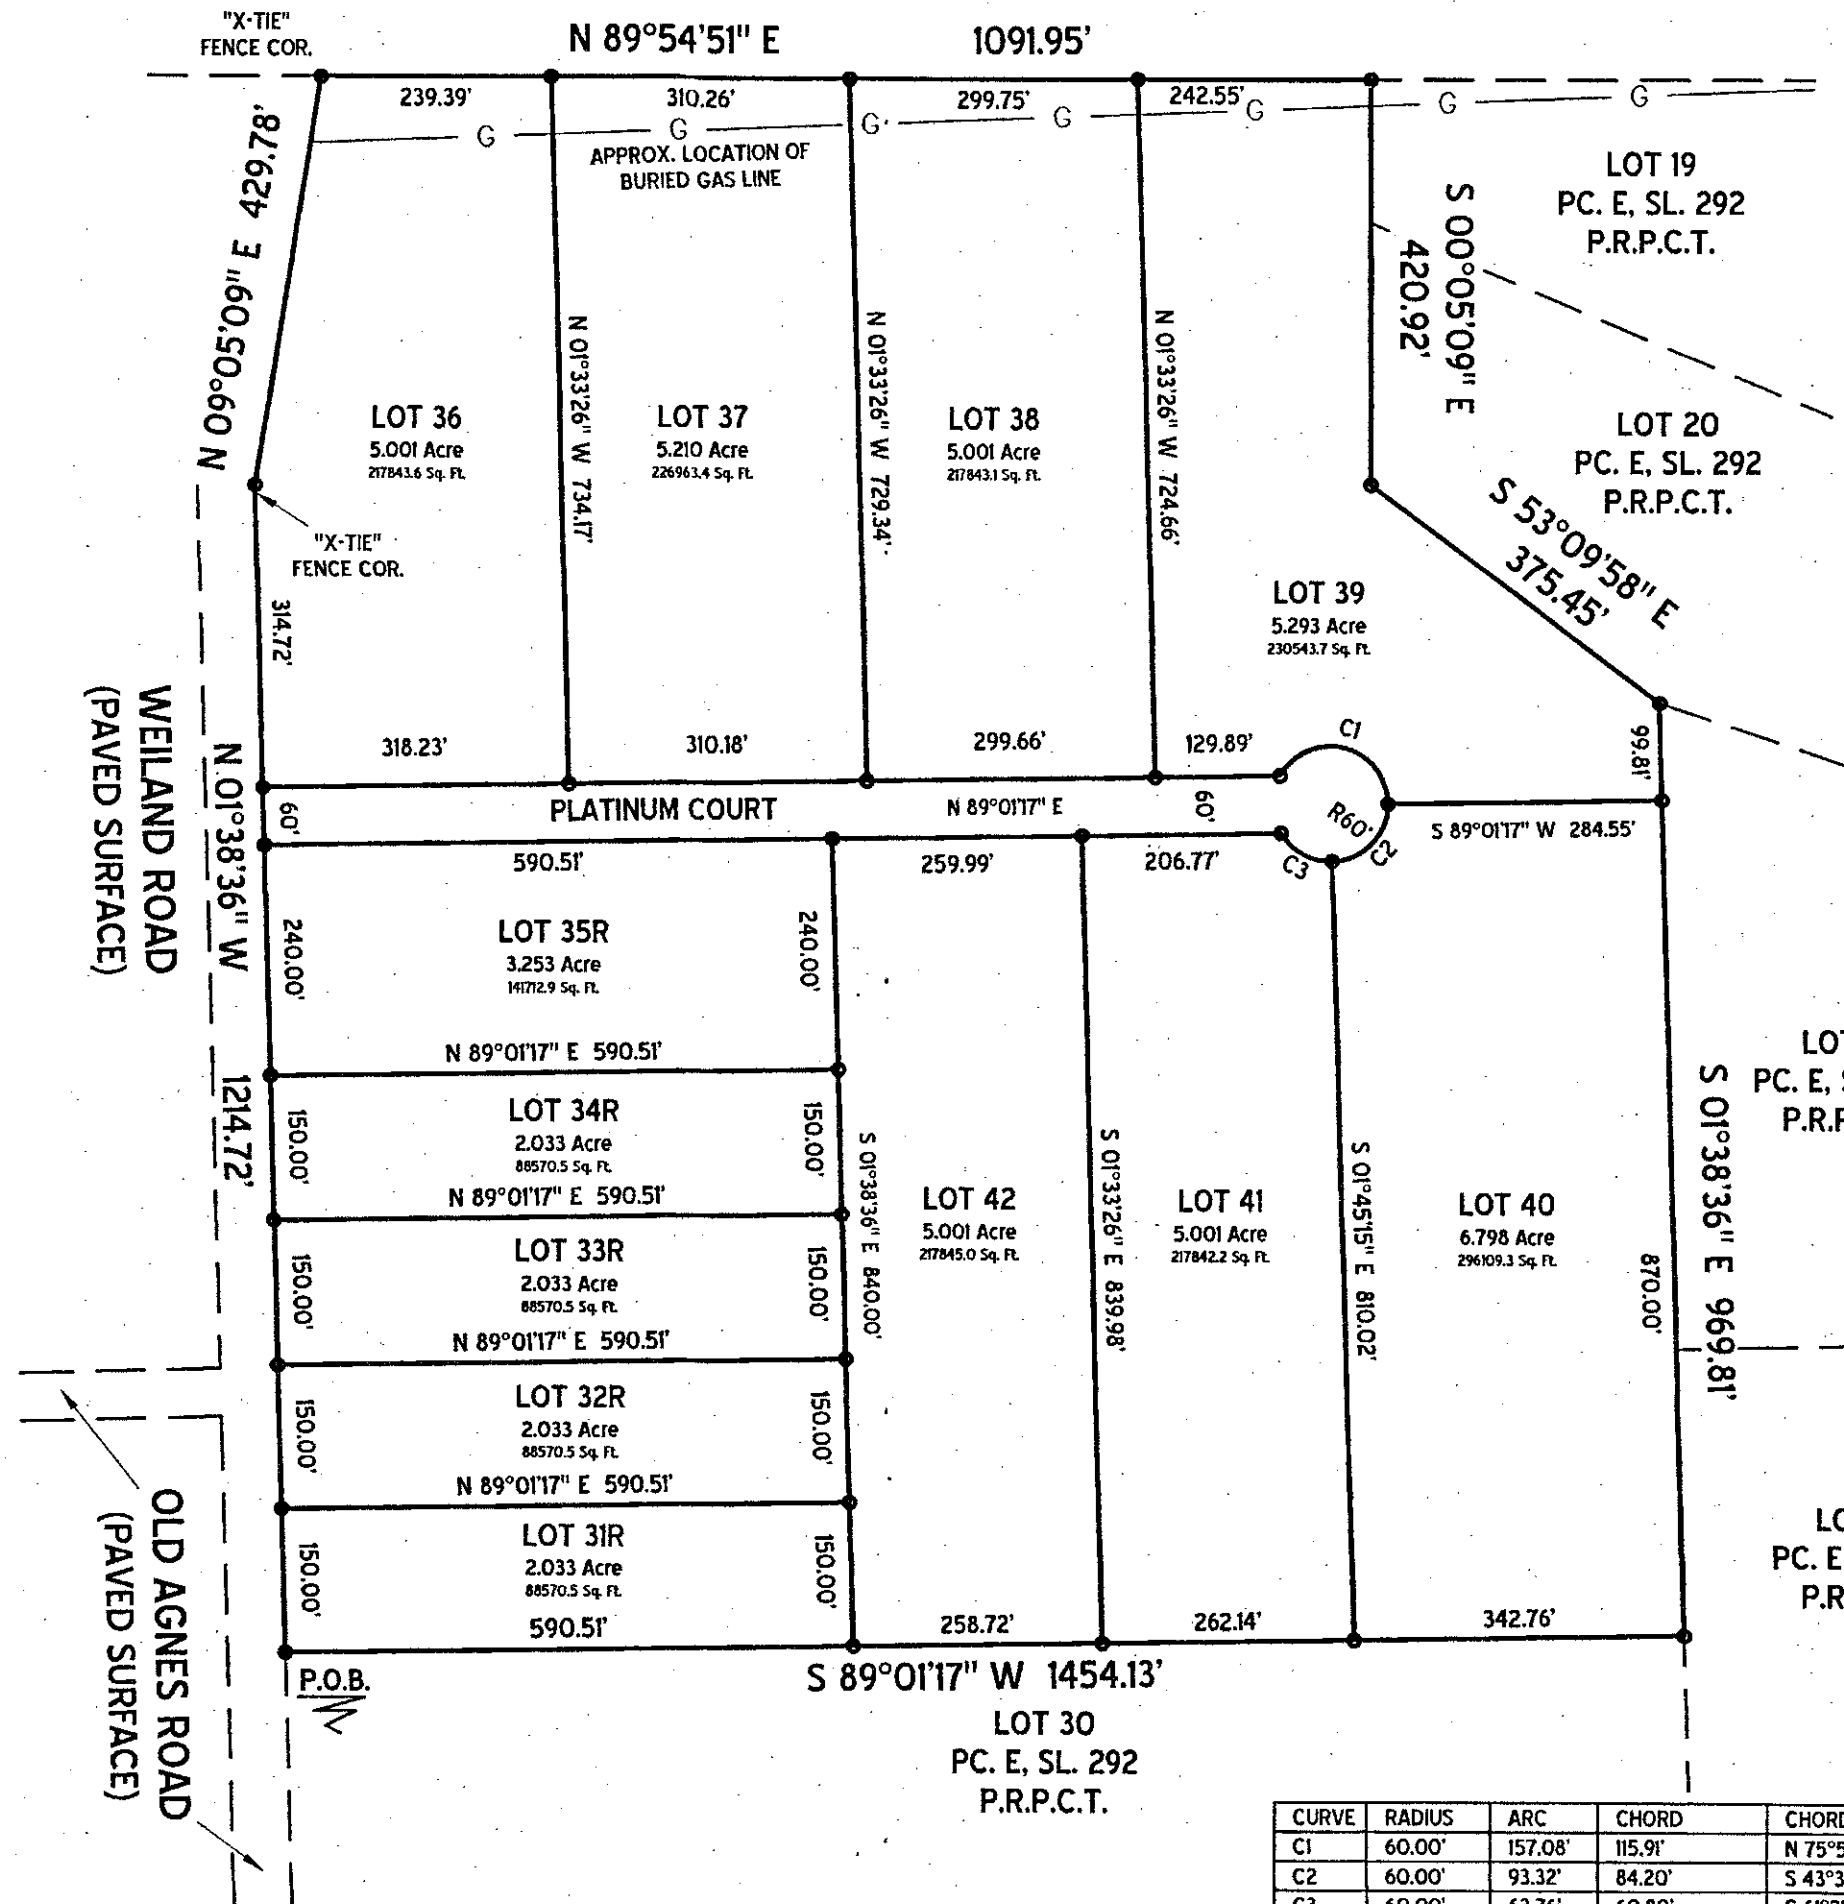 "X-TIE"
FENCE COR.
N 89°54'51" E 1091.95'
239.39' 310.26' 299.75' 242.55'
G G G G G G G
APPROX. LOCATION OF
BURIED GAS LINE
N 09°05'09" E 429.78'
LOT 19
PC. E, SL. 292
P.R.P.C.T.
S 00°05'09" E
420.92'
N 01°33'26" W 734.17'
N 01°33'26" W 729.34'
N 01°33'26" W 724.66'
LOT 36
5.001 Acre
217843.6 Sq. Ft.
LOT 37
5.210 Acre
226963.4 Sq. Ft.
LOT 38
5.001 Acre
217843.1 Sq. Ft.
LOT 20
PC. E, SL. 292
P.R.P.C.T.
S 53°09'58" E
375.45'
"X-TIE"
FENCE COR.
314.72'
LOT 39
5.293 Acre
230543.7 Sq. Ft.
WEILAND ROAD
(PAVED SURFACE)
N 01°38'36" W 1214.72'
318.23' 310.18' 299.66' 129.89'
C1
99.81'
60'
PLATINUM COURT
N 89°01'17" E
60'
R60'
C2
C3
S 89°01'17" W 284.55'
590.51' 259.99' 206.77'
240.00'
LOT 35R
3.253 Acre
141712.9 Sq. Ft.
240.00'
N 89°01'17" E 590.51'
150.00'
LOT 34R
2.033 Acre
88570.5 Sq. Ft.
150.00'
N 89°01'17" E 590.51'
150.00'
LOT 33R
2.033 Acre
88570.5 Sq. Ft.
150.00'
N 89°01'17" E 590.51'
150.00'
LOT 32R
2.033 Acre
88570.5 Sq. Ft.
150.00'
N 89°01'17" E 590.51'
150.00'
LOT 31R
2.033 Acre
88570.5 Sq. Ft.
150.00'
590.51'
S 01°38'36" E 840.00'
LOT 42
5.001 Acre
217845.0 Sq. Ft.
S 01°33'26" E 839.98'
LOT 41
5.001 Acre
217842.2 Sq. Ft.
S 01°45'15" E 810.02'
LOT 40
6.798 Acre
296109.3 Sq. Ft.
870.00'
S 01°38'36" E 969.81'
LOT
PC. E,
P.R.P
LO
PC. E
P.R
258.72' 262.14' 342.76'
OLD AGNES ROAD
(PAVED SURFACE)
P.O.B.
S 89°01'17" W 1454.13'
LOT 30
PC. E, SL. 292
P.R.P.C.T.
CURVE RADIUS ARC CHORD CHORD
C1 60.00' 157.08' 115.91' N 75°5
C2 60.00' 93.32' 84.20' S 43°3